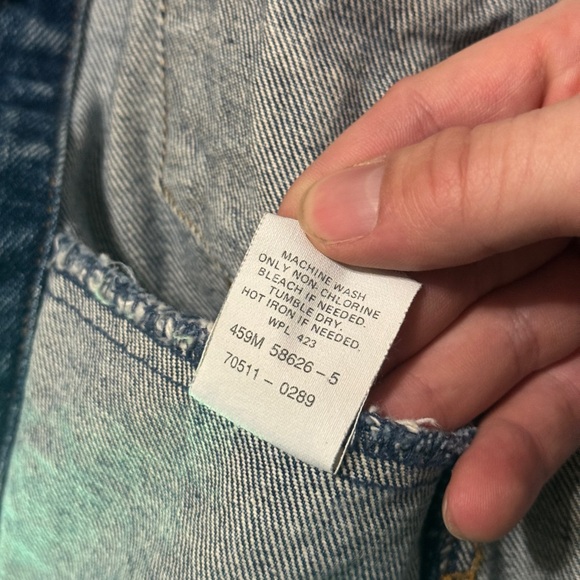 MACHINE WASH
ONLY NON-CHLORINE
BLEACH IF NEEDED.
TUMBLE DRY.
HOT IRON IF NEEDED.
WPL 423
459M 58626-5
70511-0289